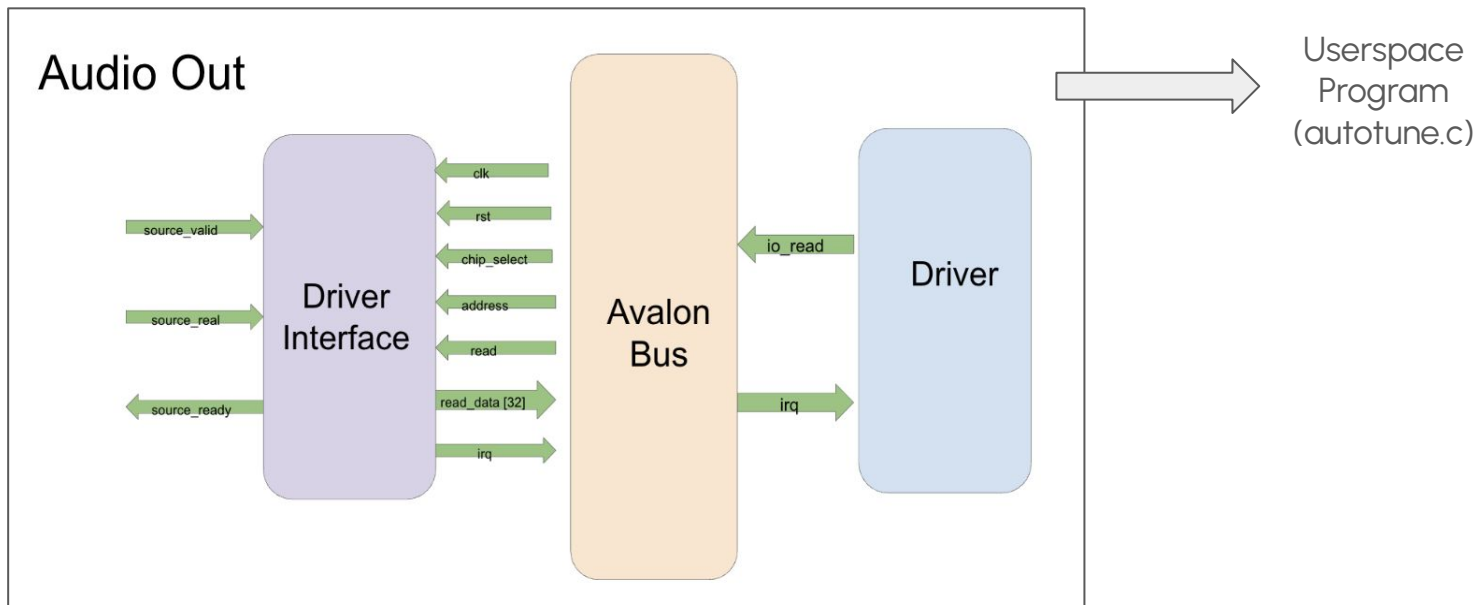 Audio Out
Userspace
Program
(autotune.c)
source_valid
source_real
source_ready
Driver
Interface
clk
rst
chip_select
address
read
read_data [32]
irq
Avalon
Bus
io_read
irq
Driver